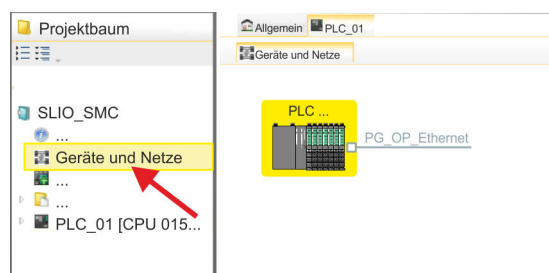 Projektbaum
SLIO_SMC
...
Geräte und Netze
...
...
PLC_01 [CPU 015...
Allgemein
PLC_01
Geräte und Netze
PLC ...
PG_OP_Ethernet